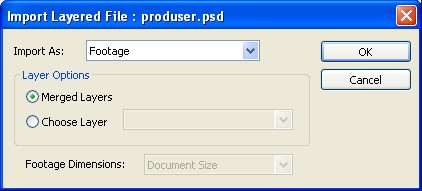 Import Layered File : produser.psd
Import As: Footage
OK
Layer Options
Cancel
Merged Layers
Choose Layer
Footage Dimensions: Document Size